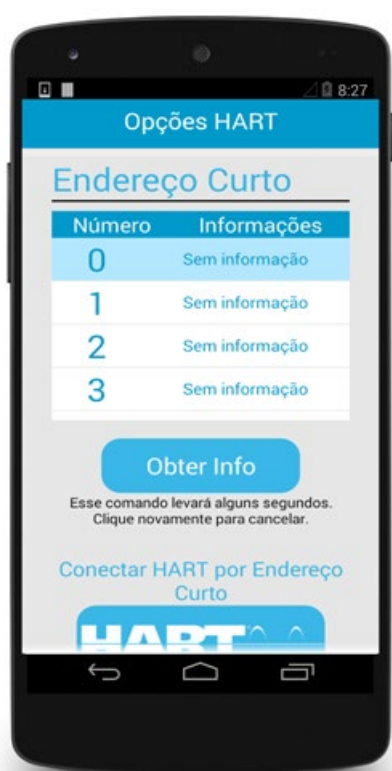 8:27
Opções HART
Endereço Curto
Número Informações
0 Sem informação
1 Sem informação
2 Sem informação
3 Sem informação
Obter Info
Esse comando levará alguns segundos.
Clique novamente para cancelar.
Conectar HART por Endereço
Curto
HART